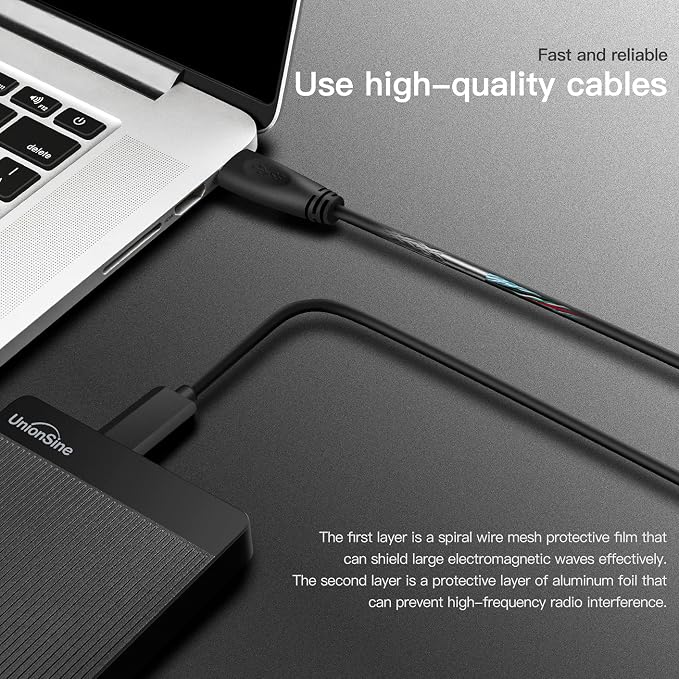 Fast and reliable
Use high-quality cables
F12
delete
UnionSine
The first layer is a spiral wire mesh protective film that
can shield large electromagnetic waves effectively.
The second layer is a protective layer of aluminum foil that
can prevent high-frequency radio interference.